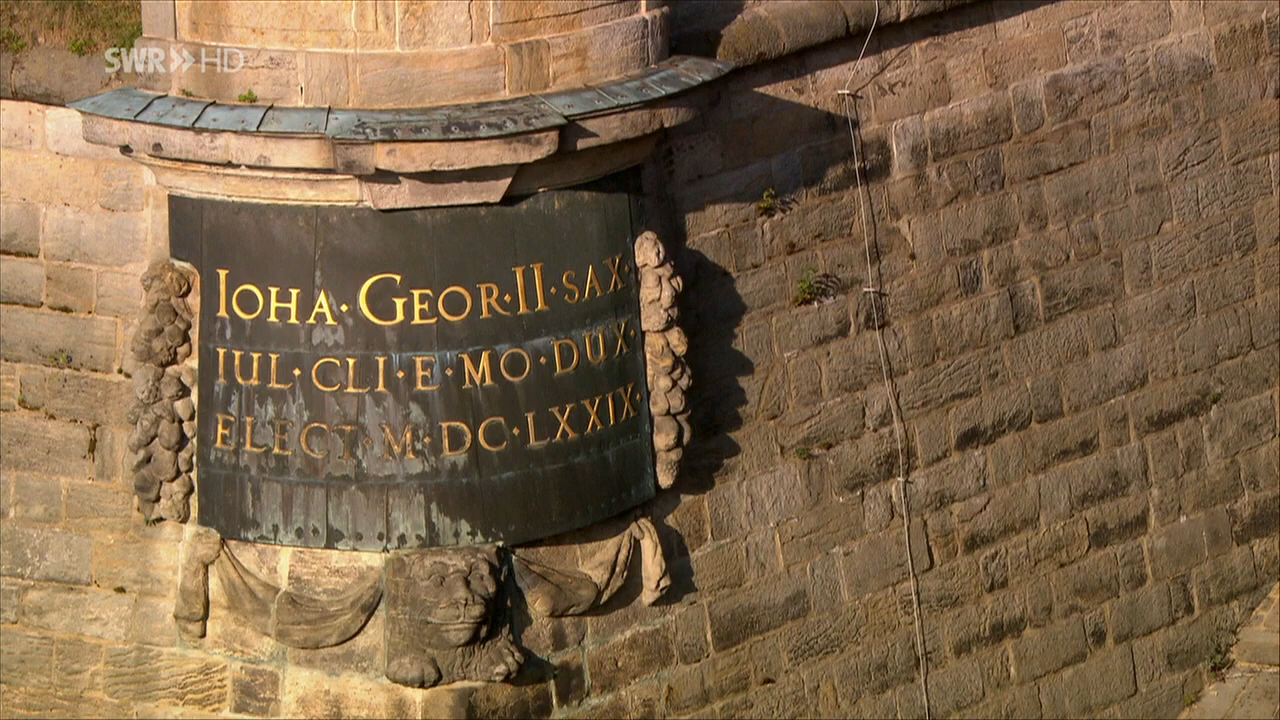 SWR HD
IOHA·GEOR·II·SAX·
IUL·CLI·E·MO·DUX·
ELECT·M·DC·LXXIX·